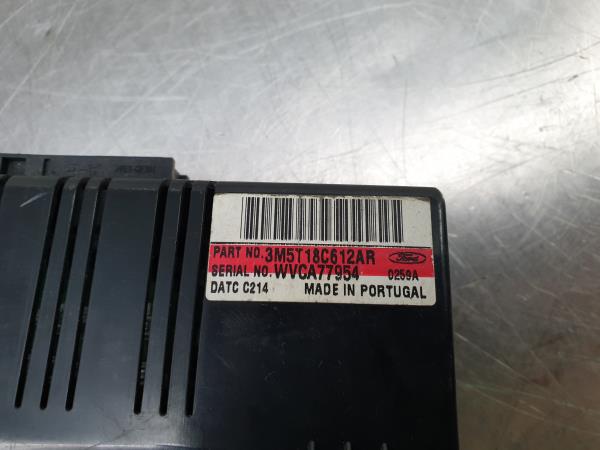 PART NO. 3M5T18C612AR Ford
SERIAL NO. WVCA77954 0259A
DATC C214 MADE IN PORTUGAL